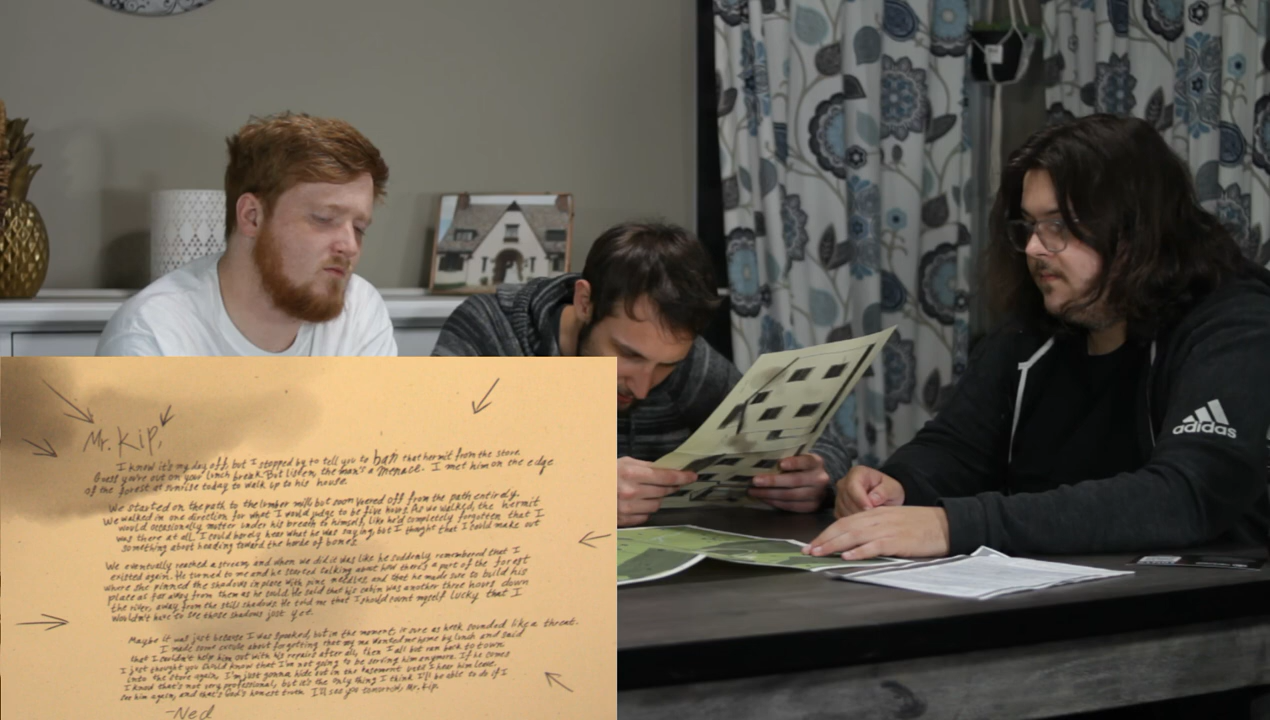 adidas
Mr. Kip,
I know it's my day off, but I stopped by to tell you to ban that hermit from the store.
Guess you're out on your lunch break. But listen, the man's a menace. I met him on the edge
of the forest at sunrise today to walk up to his house.
We started on the path to the lumber mill but soon veered off from the path entirely.
We walked in one direction for what I would judge to be five hours. As we walked, the hermit
would occasionally mutter under his breath to himself, like he'd completely forgotten that I
was there at all. I could barely hear what he was saying, but I thought that I could make out
something about heading toward the horde of bones.
We eventually reached a stream, and when we did it was like he suddenly remembered that I
existed again. He turned to me and he started talking about how there's a part of the forest
where she pinned the shadows in place with pine needles and that he made sure to build his
place as far away from them as he could. He said that his cabin was another three hours down
the river, away from the still shadows. He told me that I should count myself lucky that I
wouldn't have to see those shadows just yet.
Maybe it was just because I was spooked, but in the moment, it sure as heck sounded like a threat.
I made some excuse about forgetting that my ma wanted me home by lunch and said
that I couldn't help him out with his repairs after all, then I all but ran back to town
I just thought you should know that I'm not going to be serving him anymore. If he comes
into the store again, I'm just gonna hide out in the basement until I hear him leave.
I know that's not very professional, but it's the only thing I think I'll be able to do if I
see him again, and that's God's honest truth. I'll see you tomorrow, Mr. Kip.
-Ned